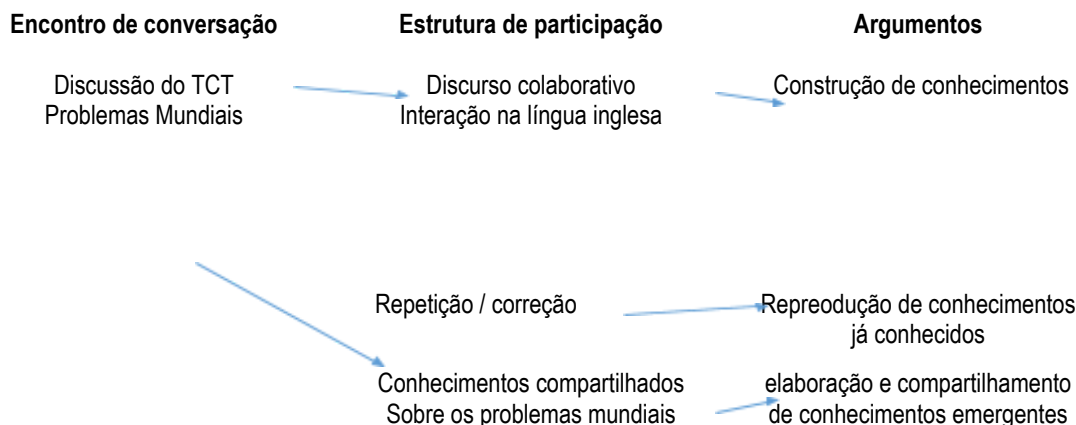 Encontro de conversação
Estrutura de participação
Argumentos
Discussão do TCT
Problemas Mundiais
Discurso colaborativo
Interação na língua inglesa
Construção de conhecimentos
Repetição / correção
Repreodução de conhecimentos
já conhecidos
Conhecimentos compartilhados
Sobre os problemas mundiais
elaboração e compartilhamento
de conhecimentos emergentes